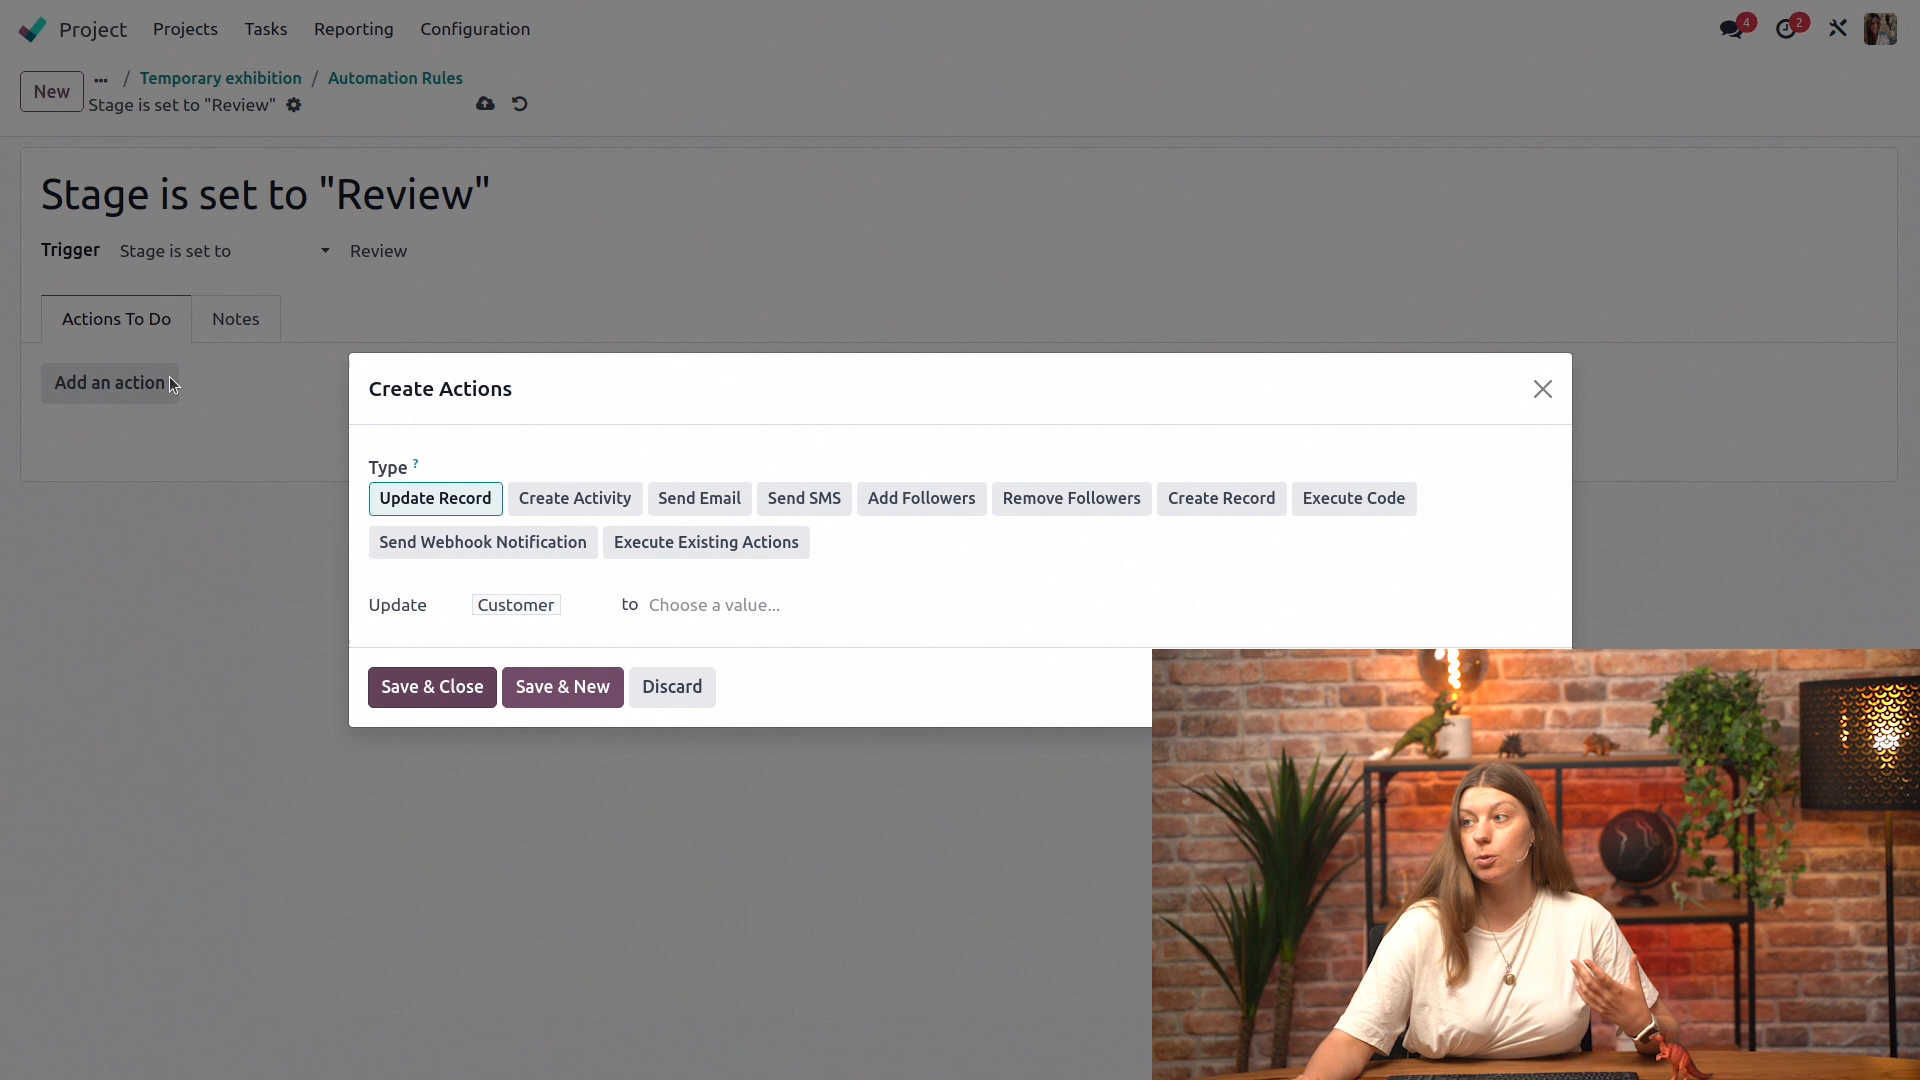 Project Projects Tasks Reporting Configuration 4 2
New ... / Temporary exhibition / Automation Rules
Stage is set to "Review"
Stage is set to "Review"
Trigger Stage is set to Review
Actions To Do Notes
Add an action
Create Actions
Type ?
Update Record Create Activity Send Email Send SMS Add Followers Remove Followers Create Record Execute Code
Send Webhook Notification Execute Existing Actions
Update Customer to Choose a value...
Save & Close Save & New Discard